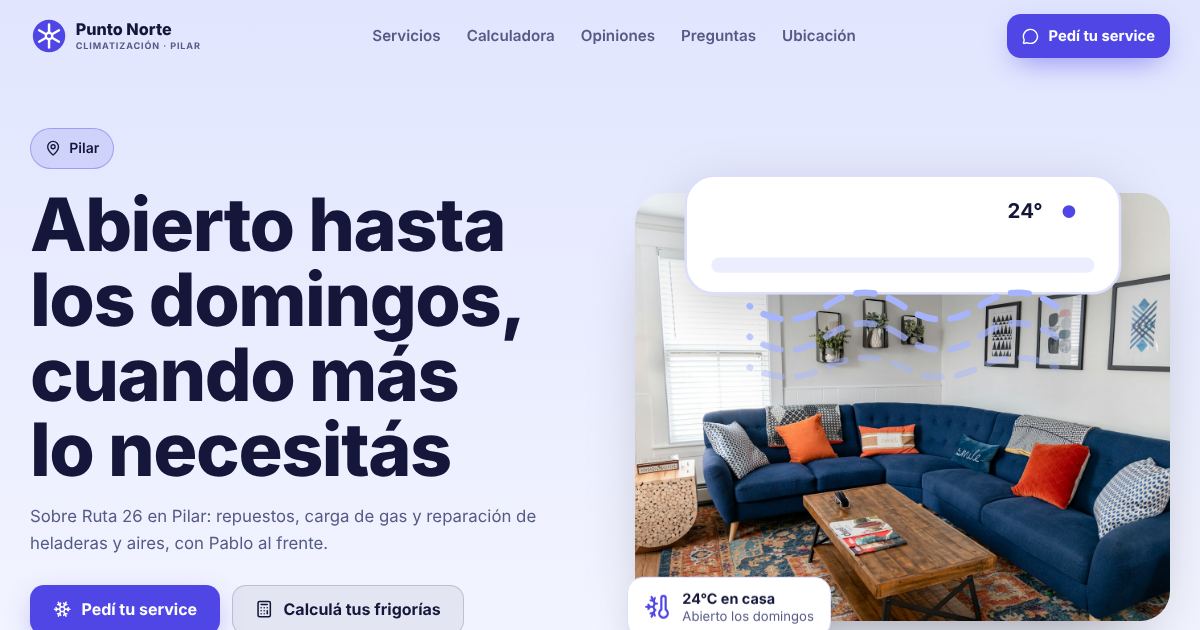 Punto Norte
CLIMATIZACIÓN · PILAR
Servicios
Calculadora
Opiniones
Preguntas
Ubicación
Pedí tu service
Pilar
Abierto hasta
los domingos,
cuando más
lo necesitás
Sobre Ruta 26 en Pilar: repuestos, carga de gas y reparación de
heladeras y aires, con Pablo al frente.
Pedí tu service
Calculá tus frigorías
24°
smile
24°C en casa
Abierto los domingos